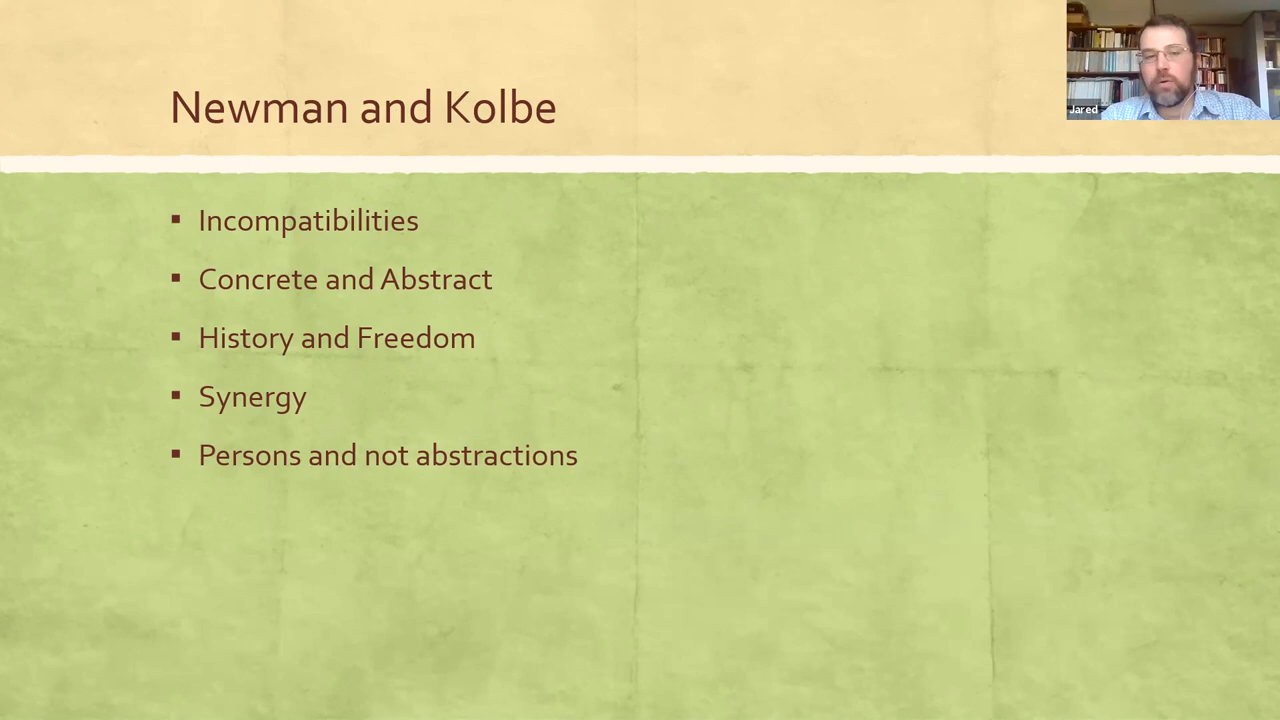 Newman and Kolbe
Jared
Incompatibilities
Concrete and Abstract
History and Freedom
Synergy
Persons and not abstractions